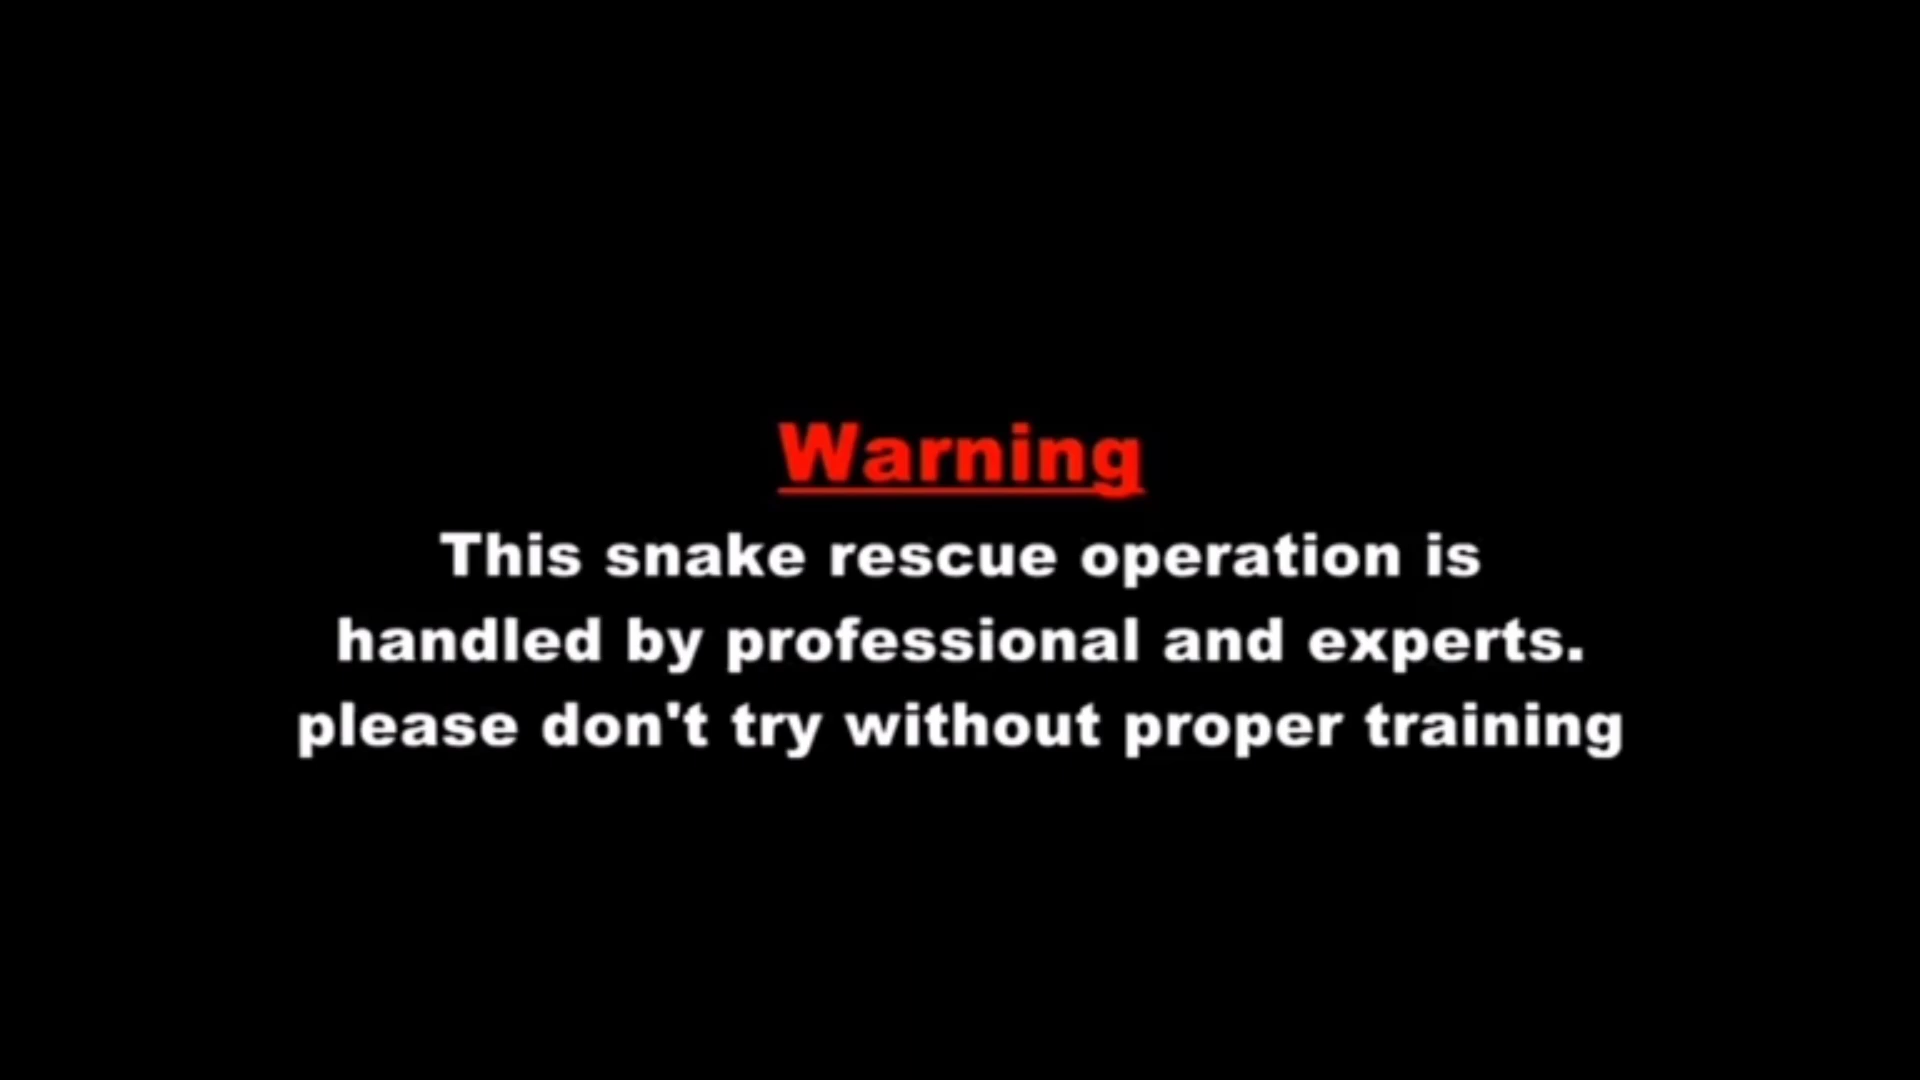 Warning
This snake rescue operation is
handled by professional and experts.
please don't try without proper training